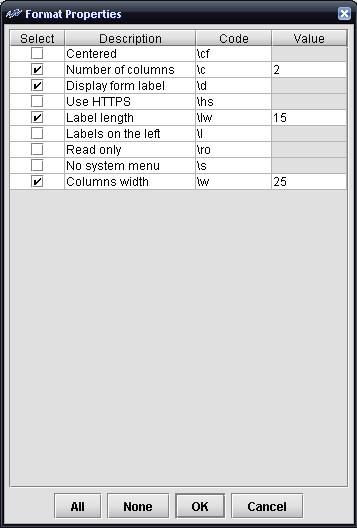 Format Properties
Select Description Code Value
Centered \cf
Number of columns \c 2
Display form label \d
Use HTTPS \hs
Label length \lw 15
Labels on the left \l
Read only \ro
No system menu \s
Columns width \w 25
All None OK Cancel